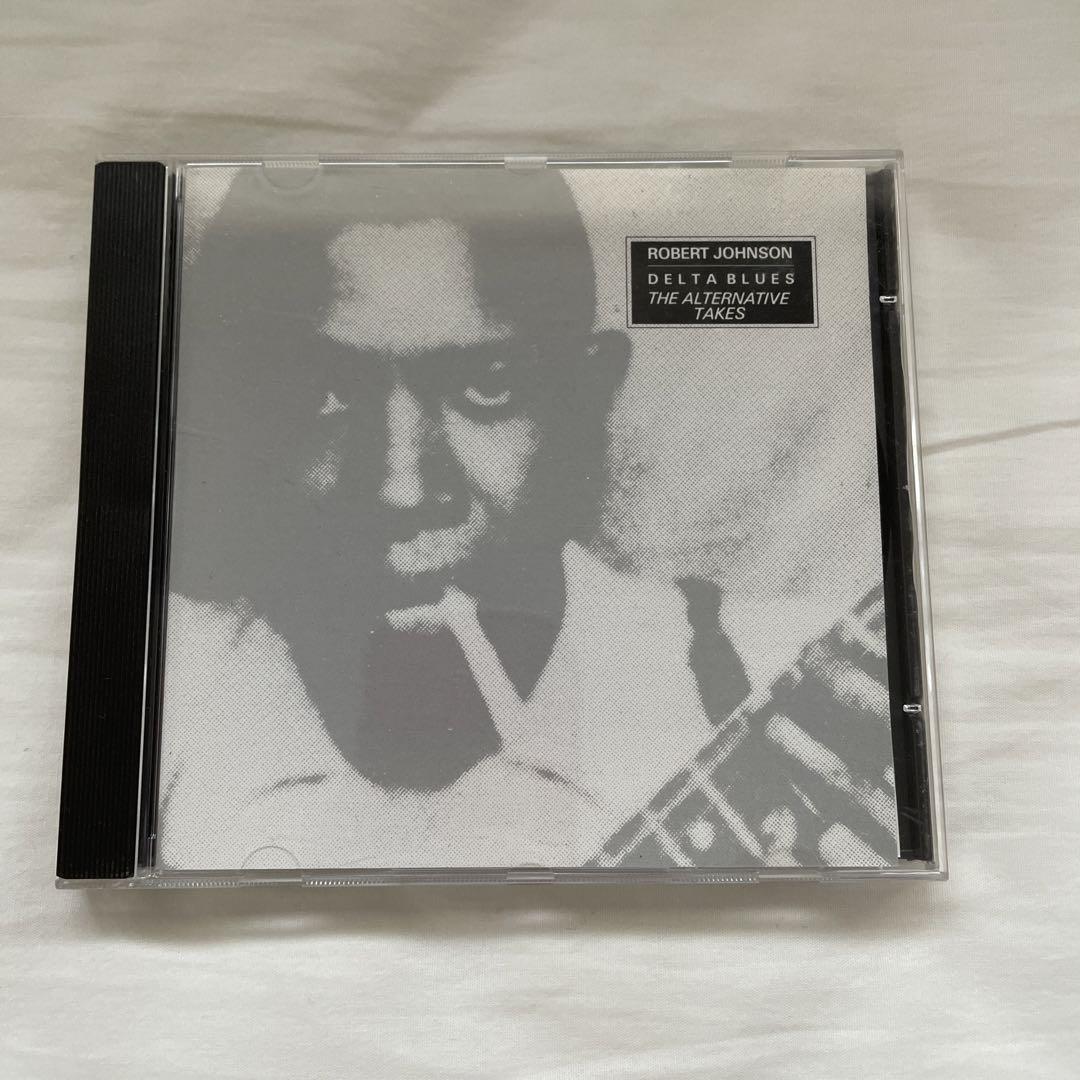 ROBERT JOHNSON
DELTA BLUES
THE ALTERNATIVE
TAKES